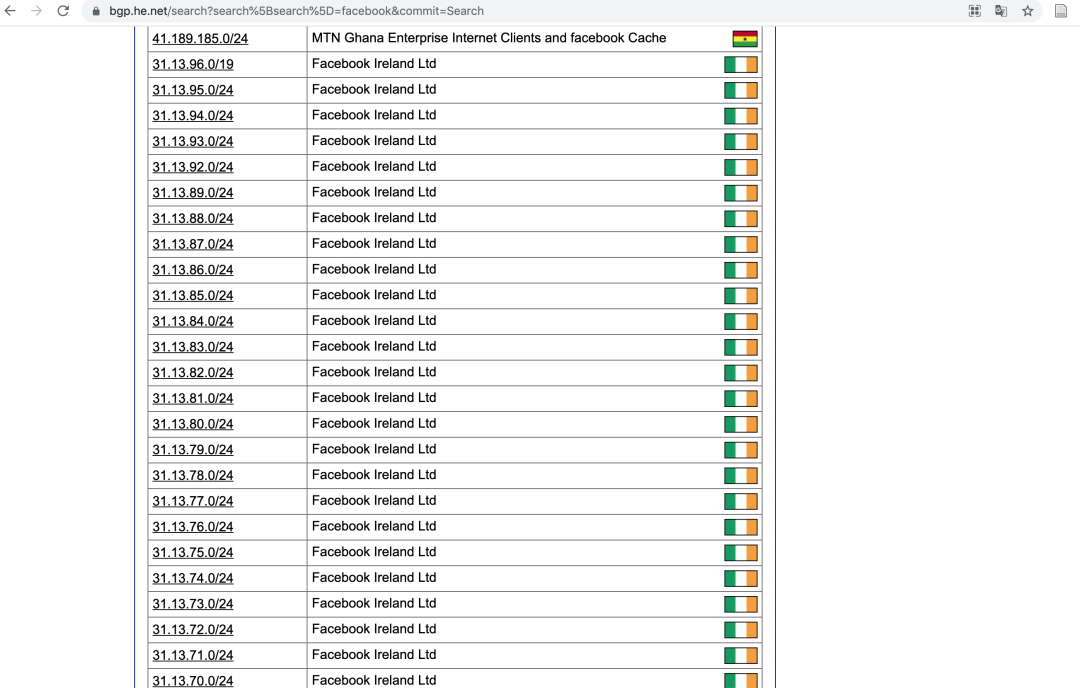 bgp.he.net/search?search%5Bsearch%5D=facebook&commit=Search
41.189.185.0/24 MTN Ghana Enterprise Internet Clients and facebook Cache
31.13.96.0/19 Facebook Ireland Ltd
31.13.95.0/24 Facebook Ireland Ltd
31.13.94.0/24 Facebook Ireland Ltd
31.13.93.0/24 Facebook Ireland Ltd
31.13.92.0/24 Facebook Ireland Ltd
31.13.89.0/24 Facebook Ireland Ltd
31.13.88.0/24 Facebook Ireland Ltd
31.13.87.0/24 Facebook Ireland Ltd
31.13.86.0/24 Facebook Ireland Ltd
31.13.85.0/24 Facebook Ireland Ltd
31.13.84.0/24 Facebook Ireland Ltd
31.13.83.0/24 Facebook Ireland Ltd
31.13.82.0/24 Facebook Ireland Ltd
31.13.81.0/24 Facebook Ireland Ltd
31.13.80.0/24 Facebook Ireland Ltd
31.13.79.0/24 Facebook Ireland Ltd
31.13.78.0/24 Facebook Ireland Ltd
31.13.77.0/24 Facebook Ireland Ltd
31.13.76.0/24 Facebook Ireland Ltd
31.13.75.0/24 Facebook Ireland Ltd
31.13.74.0/24 Facebook Ireland Ltd
31.13.73.0/24 Facebook Ireland Ltd
31.13.72.0/24 Facebook Ireland Ltd
31.13.71.0/24 Facebook Ireland Ltd
31.13.70.0/24 Facebook Ireland Ltd